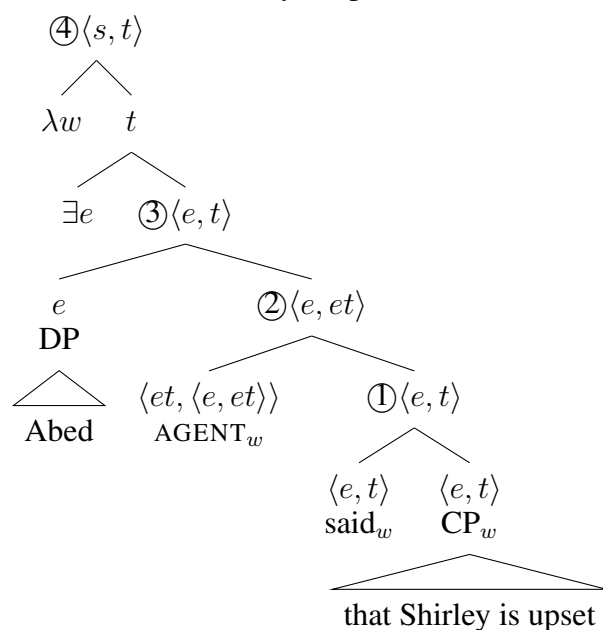 ④⟨s, t⟩
λw t
∃e ③⟨e, t⟩
e ②⟨e, et⟩
DP
Abed ⟨et, ⟨e, et⟩⟩ ①⟨e, t⟩
AGENT_w
⟨e, t⟩ ⟨e, t⟩
said_w CP_w
that Shirley is upset